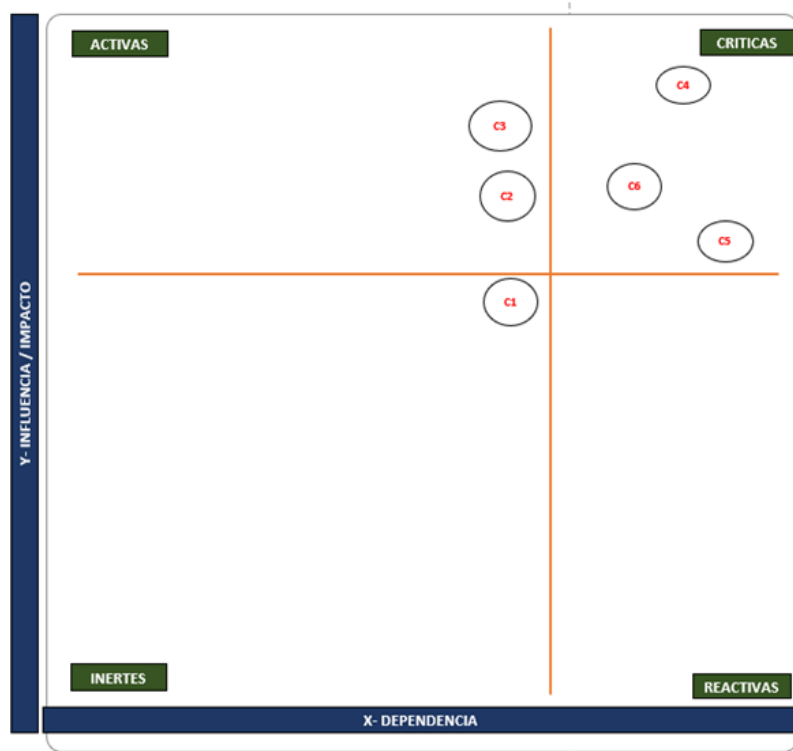 ACTIVAS
CRITICAS
C4
C3
C6
C2
C5
C1
Y- INFLUENCIA / IMPACTO
INERTES
REACTIVAS
X- DEPENDENCIA